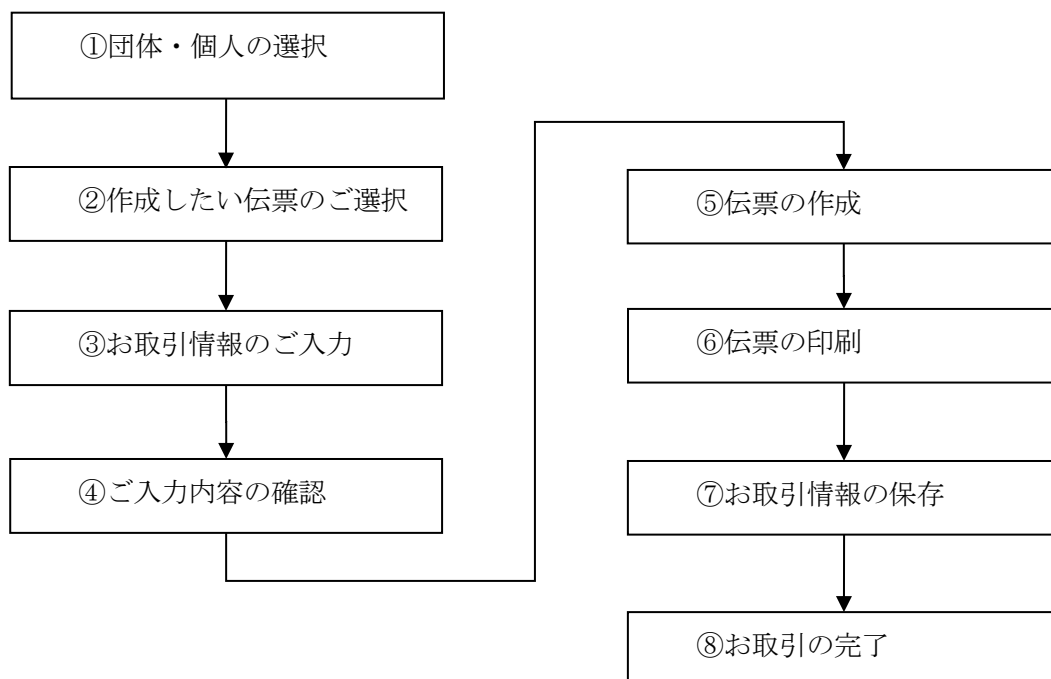 ①団体・個人の選択
②作成したい伝票のご選択
③お取引情報のご入力
④ご入力内容の確認
⑤伝票の作成
⑥伝票の印刷
⑦お取引情報の保存
⑧お取引の完了